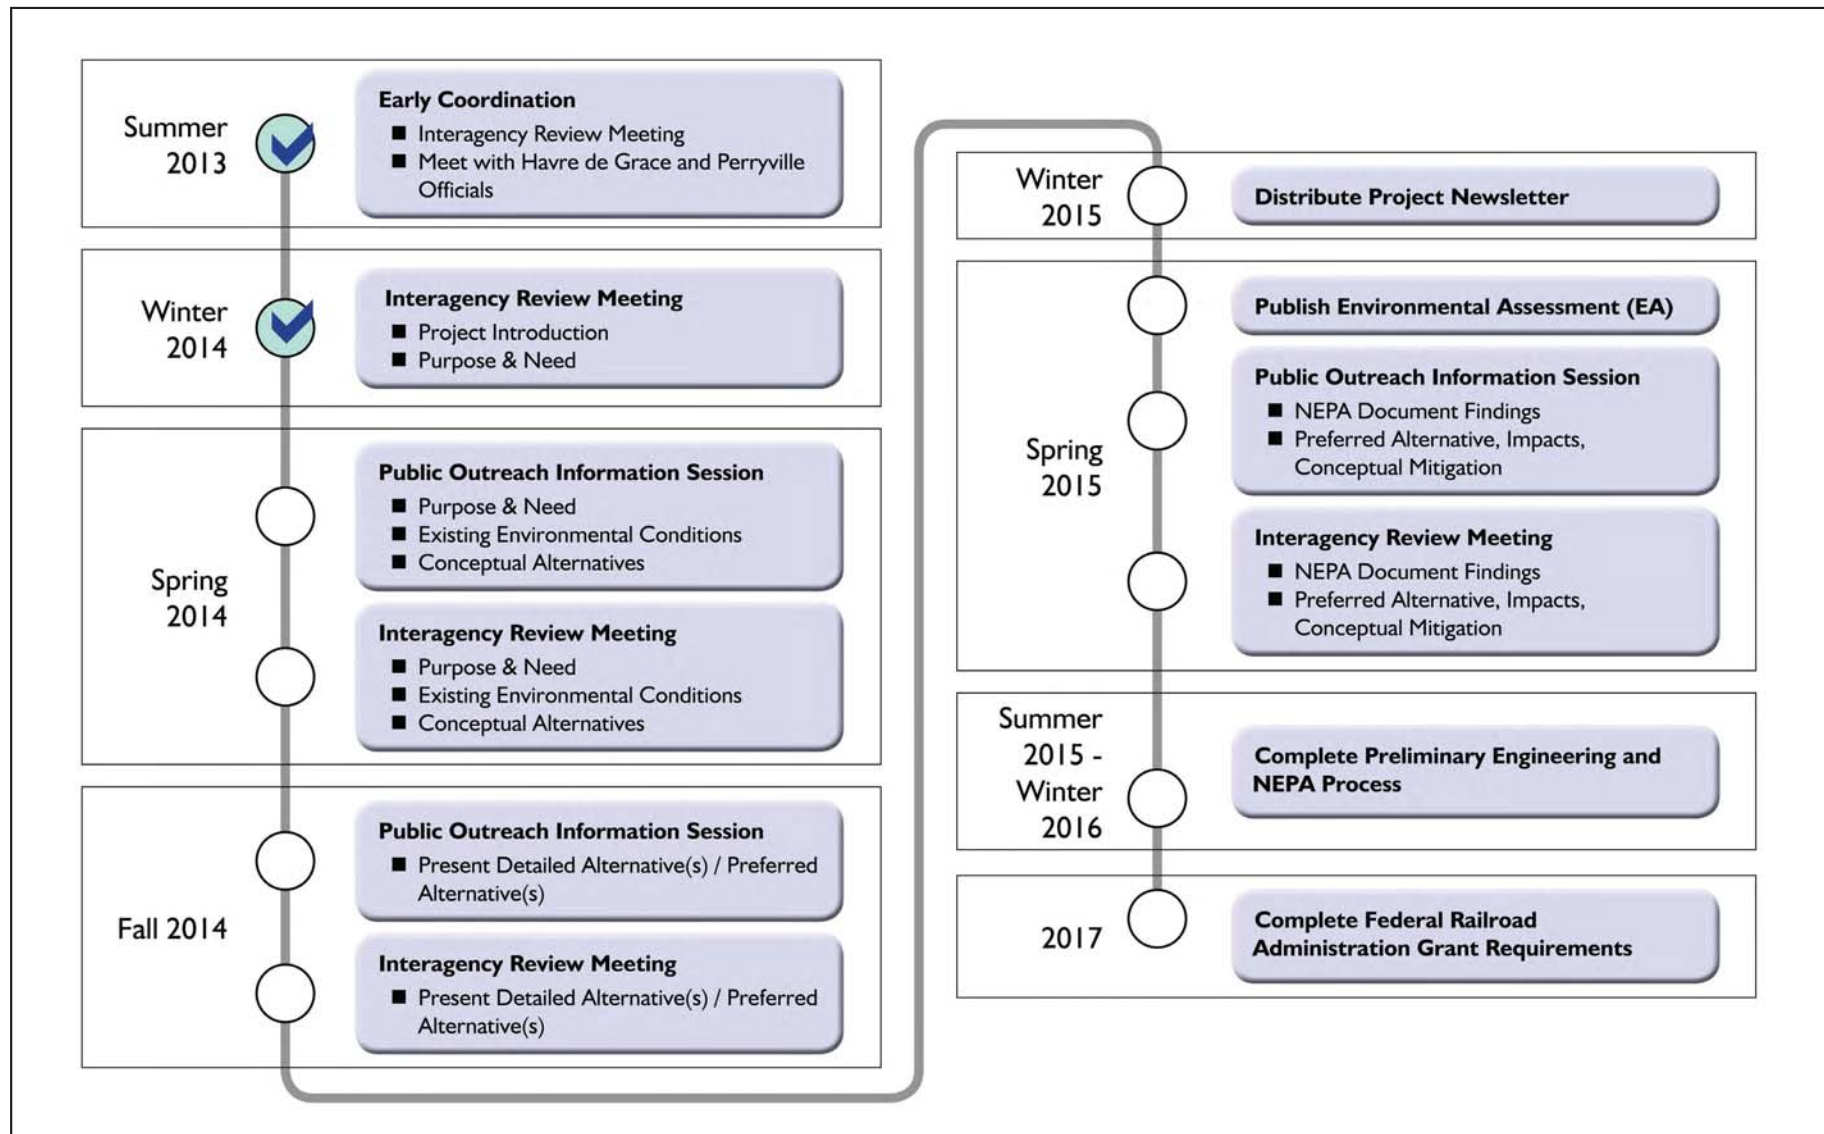 Summer
2013
Early Coordination
■ Interagency Review Meeting
■ Meet with Havre de Grace and Perryville
Officials
Winter
2014
Interagency Review Meeting
■ Project Introduction
■ Purpose & Need
Spring
2014
Public Outreach Information Session
■ Purpose & Need
■ Existing Environmental Conditions
■ Conceptual Alternatives
Interagency Review Meeting
■ Purpose & Need
■ Existing Environmental Conditions
■ Conceptual Alternatives
Fall 2014
Public Outreach Information Session
■ Present Detailed Alternative(s) / Preferred
Alternative(s)
Interagency Review Meeting
■ Present Detailed Alternative(s) / Preferred
Alternative(s)
Winter
2015
Distribute Project Newsletter
Spring
2015
Publish Environmental Assessment (EA)
Public Outreach Information Session
■ NEPA Document Findings
■ Preferred Alternative, Impacts,
Conceptual Mitigation
Interagency Review Meeting
■ NEPA Document Findings
■ Preferred Alternative, Impacts,
Conceptual Mitigation
Summer
2015 -
Winter
2016
Complete Preliminary Engineering and
NEPA Process
2017
Complete Federal Railroad
Administration Grant Requirements